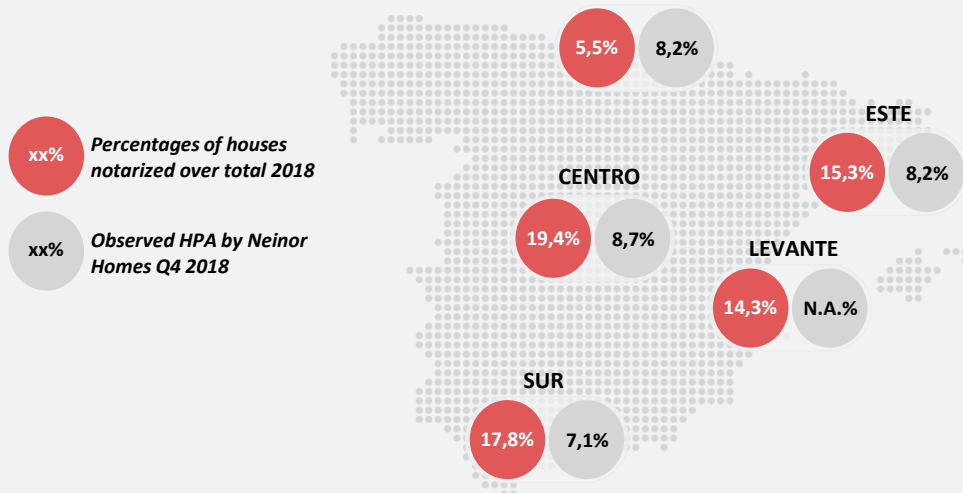 5,5% 8,2%
ESTE
15,3% 8,2%
xx% Percentages of houses
notarized over total 2018
CENTRO
19,4% 8,7%
xx% Observed HPA by Neinor
Homes Q4 2018
LEVANTE
14,3% N.A.%
SUR
17,8% 7,1%